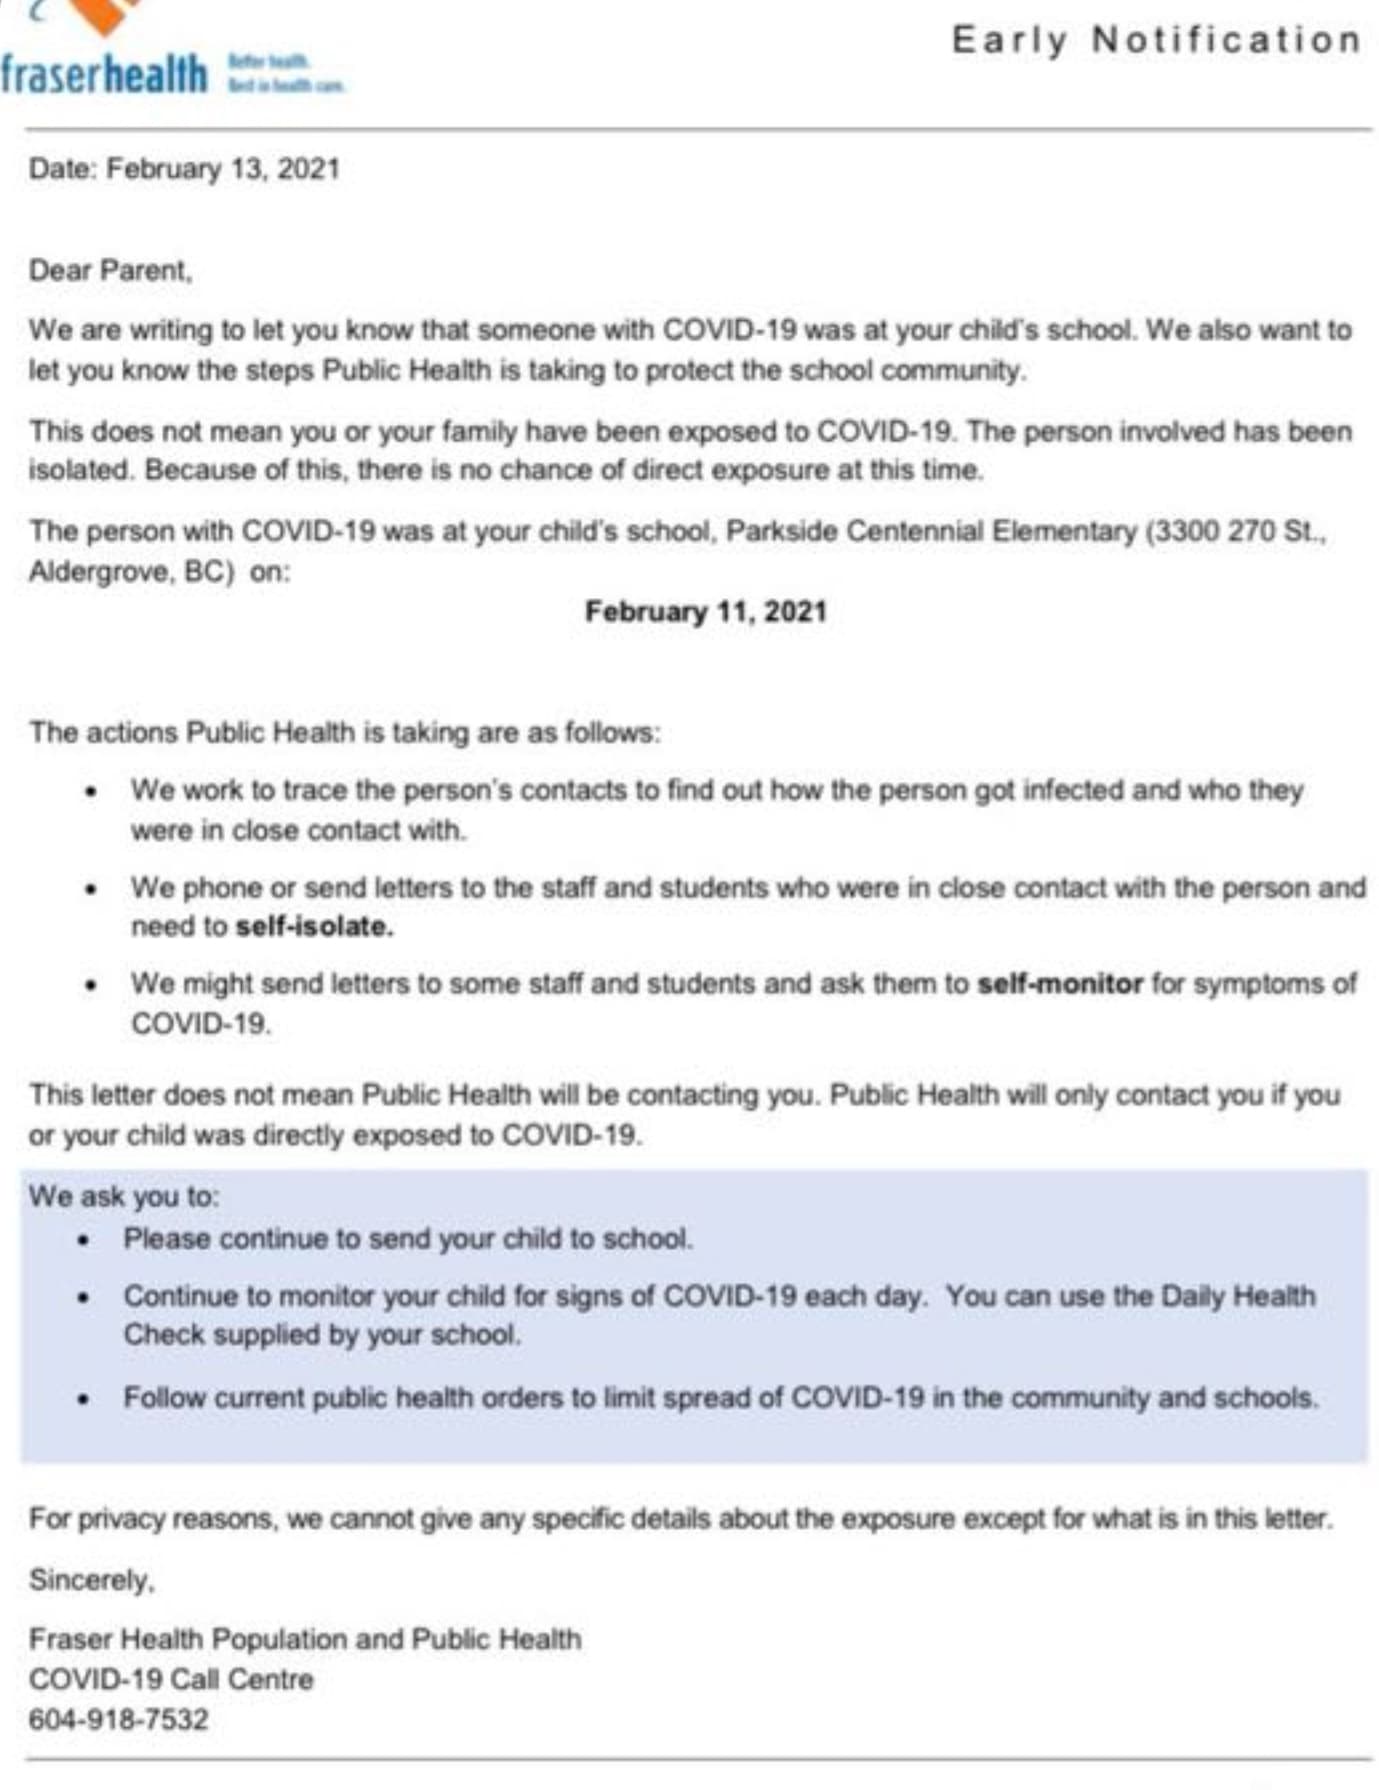 Early Notification
fraserhealth Better health.
Best in health care.
Date: February 13, 2021
Dear Parent,
We are writing to let you know that someone with COVID-19 was at your child's school. We also want to
let you know the steps Public Health is taking to protect the school community.
This does not mean you or your family have been exposed to COVID-19. The person involved has been
isolated. Because of this, there is no chance of direct exposure at this time.
The person with COVID-19 was at your child's school, Parkside Centennial Elementary (3300 270 St.,
Aldergrove, BC) on:
February 11, 2021
The actions Public Health is taking are as follows:
• We work to trace the person's contacts to find out how the person got infected and who they
were in close contact with.
• We phone or send letters to the staff and students who were in close contact with the person and
need to self-isolate.
• We might send letters to some staff and students and ask them to self-monitor for symptoms of
COVID-19.
This letter does not mean Public Health will be contacting you. Public Health will only contact you if you
or your child was directly exposed to COVID-19.
We ask you to:
• Please continue to send your child to school.
• Continue to monitor your child for signs of COVID-19 each day. You can use the Daily Health
Check supplied by your school.
• Follow current public health orders to limit spread of COVID-19 in the community and schools.
For privacy reasons, we cannot give any specific details about the exposure except for what is in this letter.
Sincerely,
Fraser Health Population and Public Health
COVID-19 Call Centre
604-918-7532